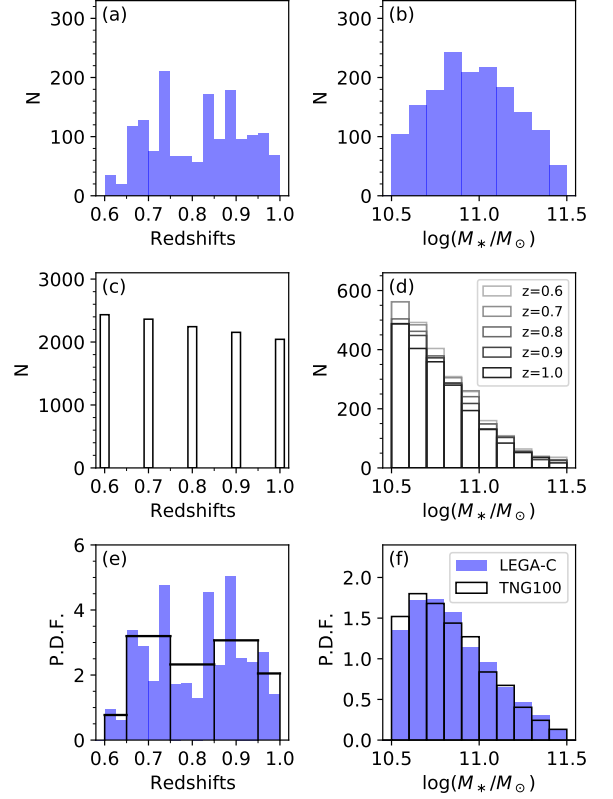 (a)
N
300
200
100
0
0.6 0.7 0.8 0.9 1.0
Redshifts
(b)
N
300
200
100
0
10.5 11.0 11.5
log(M∗/M⊙)
(c)
N
3000
2000
1000
0
0.6 0.7 0.8 0.9 1.0
Redshifts
(d)
N
600
400
200
0
z=0.6
z=0.7
z=0.8
z=0.9
z=1.0
10.5 11.0 11.5
log(M∗/M⊙)
(e)
P.D.F.
6
4
2
0
0.6 0.7 0.8 0.9 1.0
Redshifts
(f)
P.D.F.
2.0
1.5
1.0
0.5
0.0
LEGA-C
TNG100
10.5 11.0 11.5
log(M∗/M⊙)